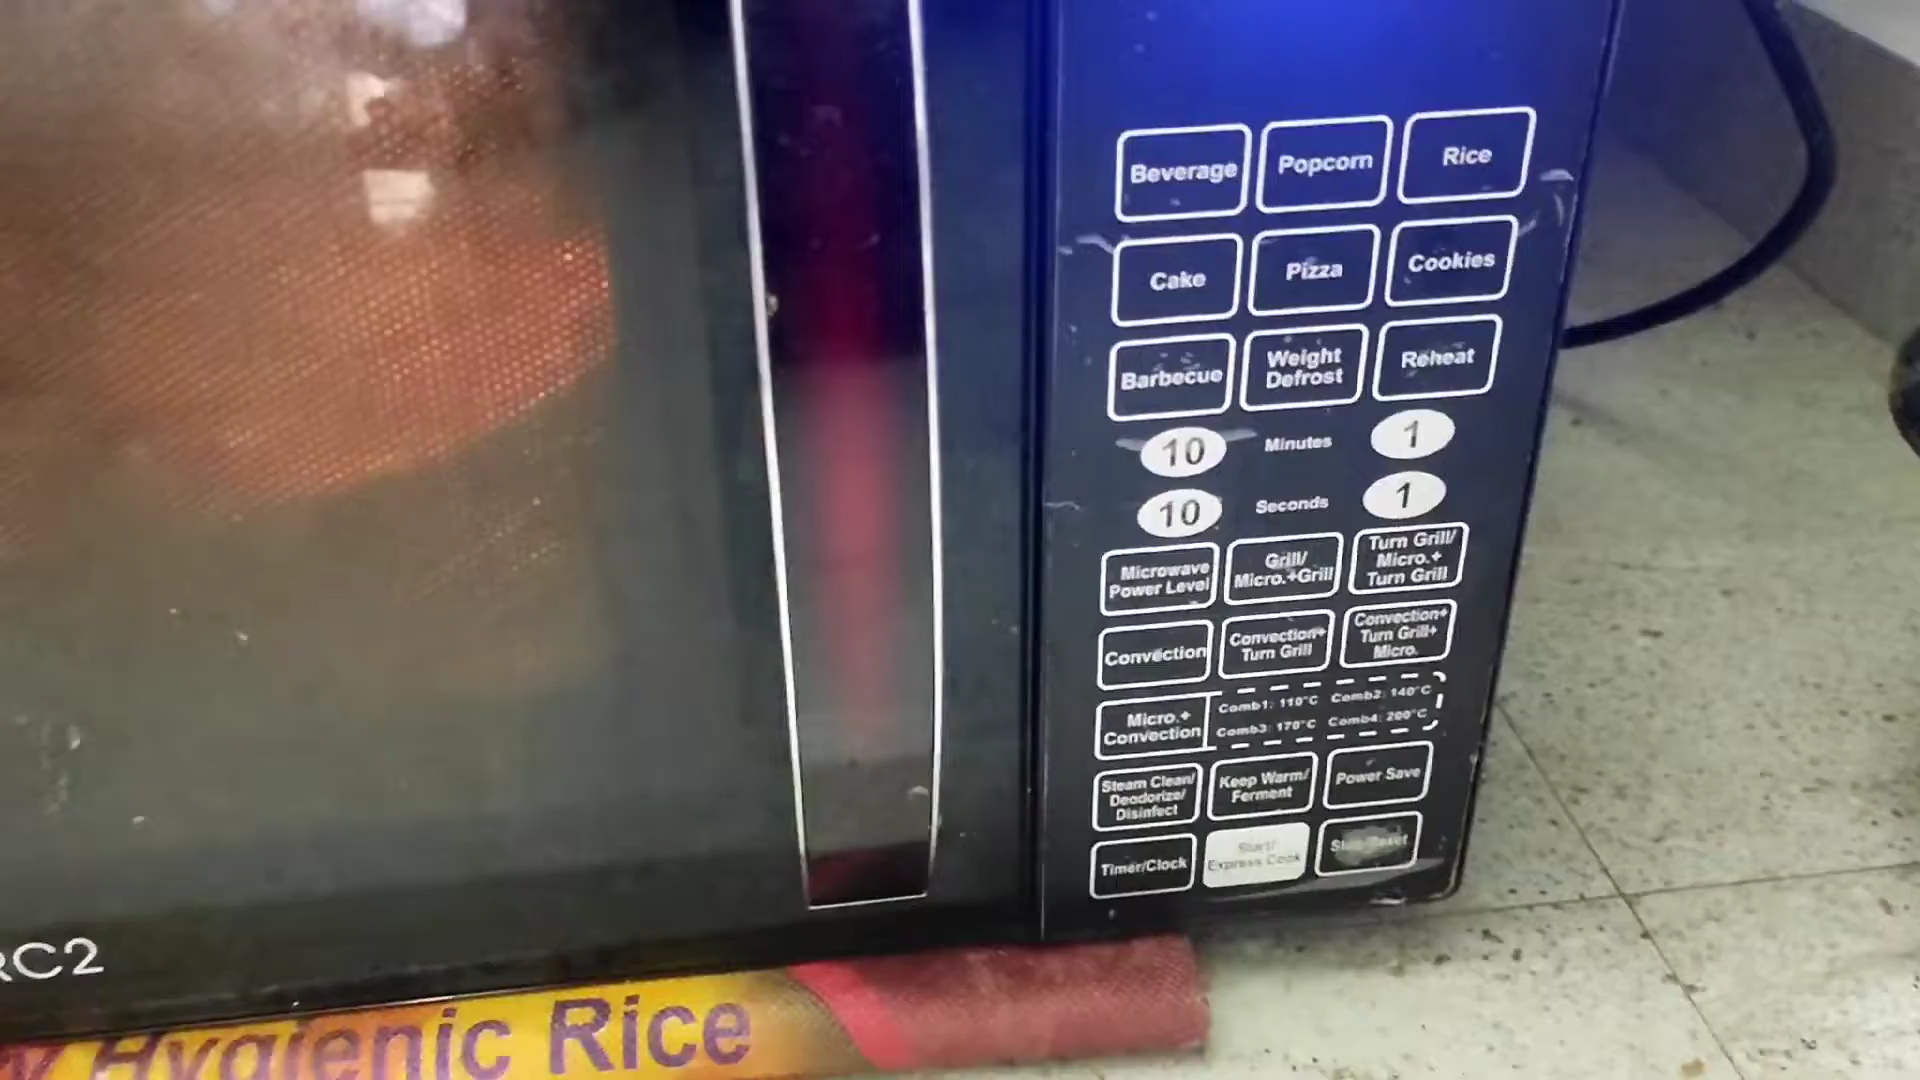 Beverage
Popcorn
Rice
Cake
Pizza
Cookies
Barbecue
Weight
Defrost
Reheat
10
Minutes
1
10
Seconds
1
Microwave
Power Level
Grill/
Micro.+Grill
Turn Grill/
Micro.+
Turn Grill
Convection
Convection+
Turn Grill
Convection+
Turn Grill+
Micro.
Micro.+
Convection
Comb1: 110°C Comb2: 140°C
Comb3: 170°C Comb4: 200°C
Steam Clean/
Deodorize/
Disinfect
Keep Warm/
Ferment
Power Save
Timer/Clock
Start/
Express Cook
Stop/Reset
RC2
Hygienic Rice